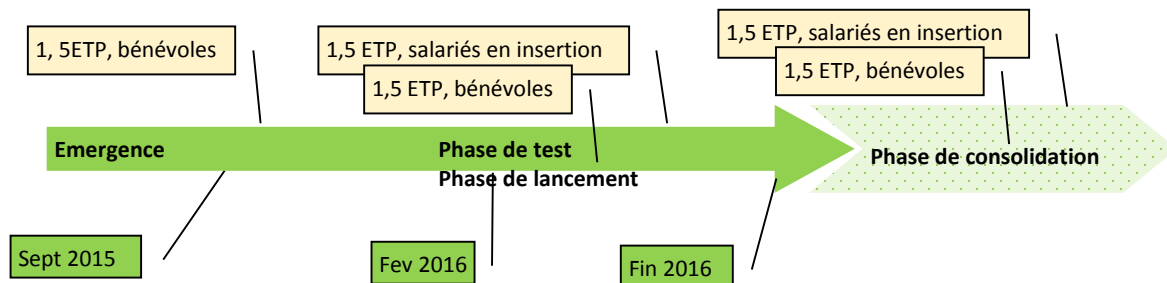 1, 5ETP, bénévoles
1,5 ETP, salariés en insertion
1,5 ETP, bénévoles
1,5 ETP, salariés en insertion
1,5 ETP, bénévoles
Emergence
Phase de test
Phase de lancement
Phase de consolidation
Sept 2015
Fev 2016
Fin 2016